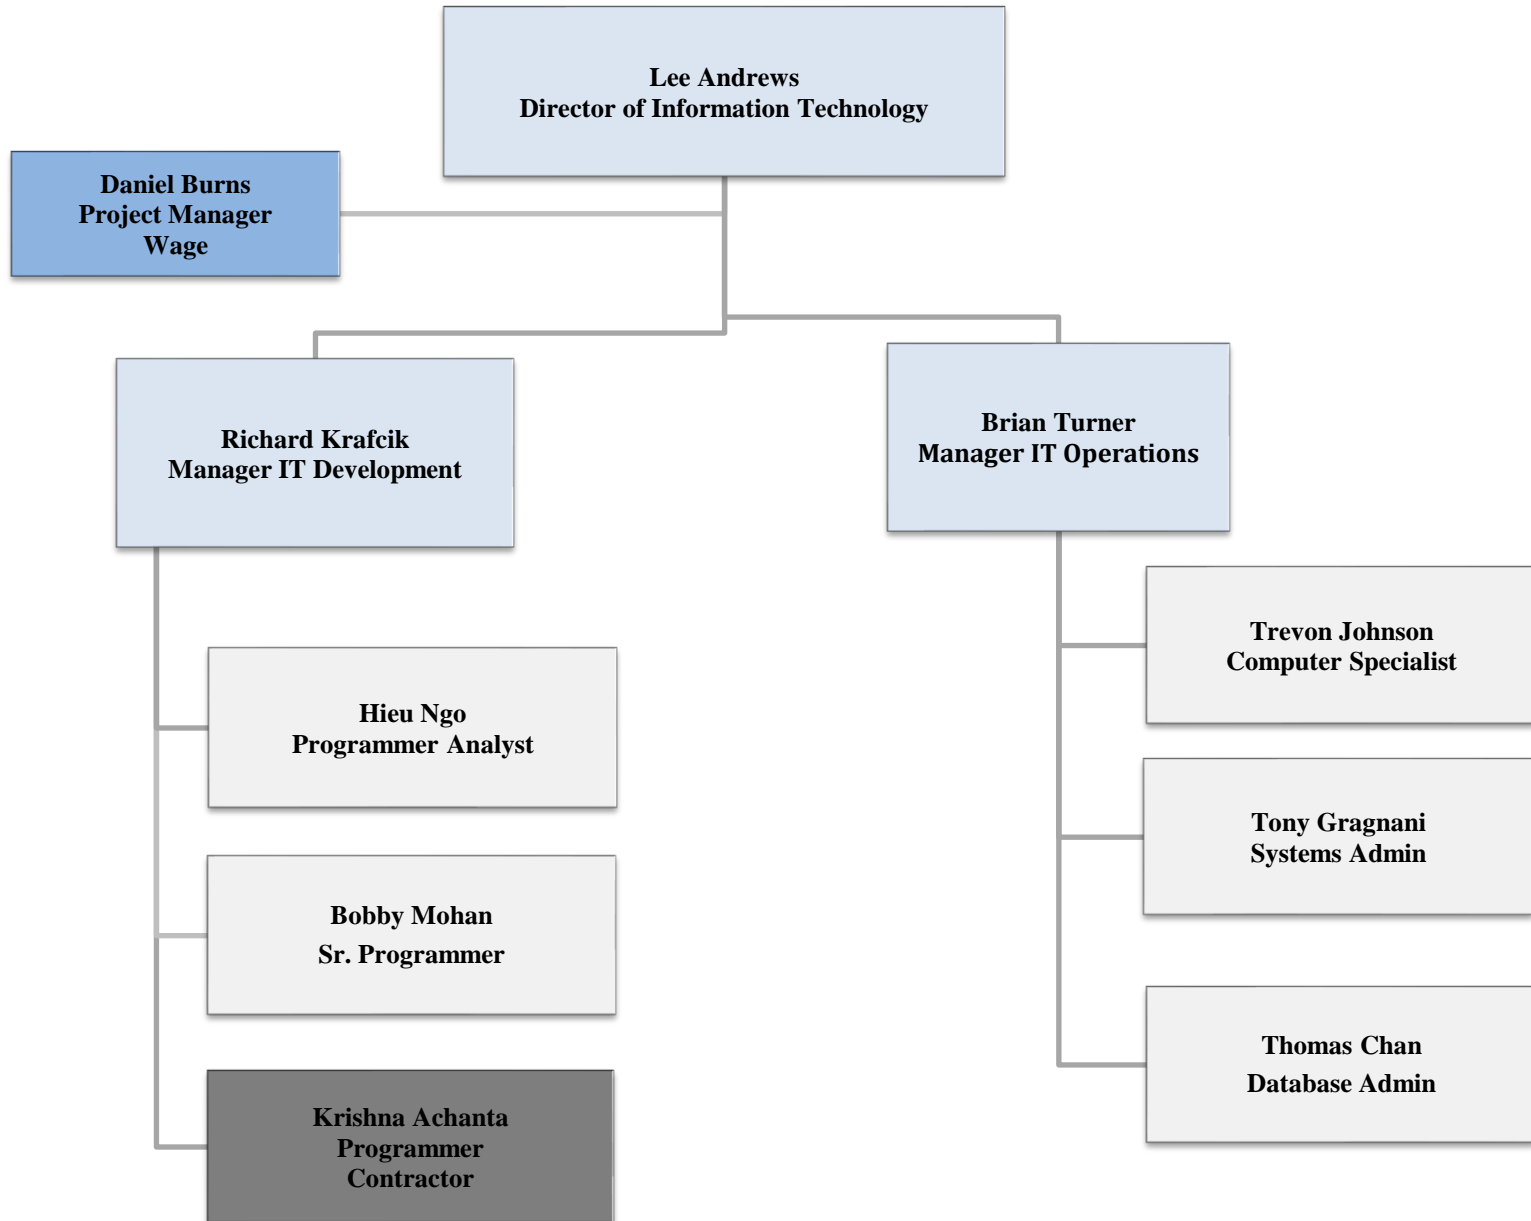 Lee Andrews
Director of Information Technology
Daniel Burns
Project Manager
Wage
Richard Krafcik
Manager IT Development
Brian Turner
Manager IT Operations
Hieu Ngo
Programmer Analyst
Bobby Mohan
Sr. Programmer
Krishna Achanta
Programmer
Contractor
Trevon Johnson
Computer Specialist
Tony Gragnani
Systems Admin
Thomas Chan
Database Admin